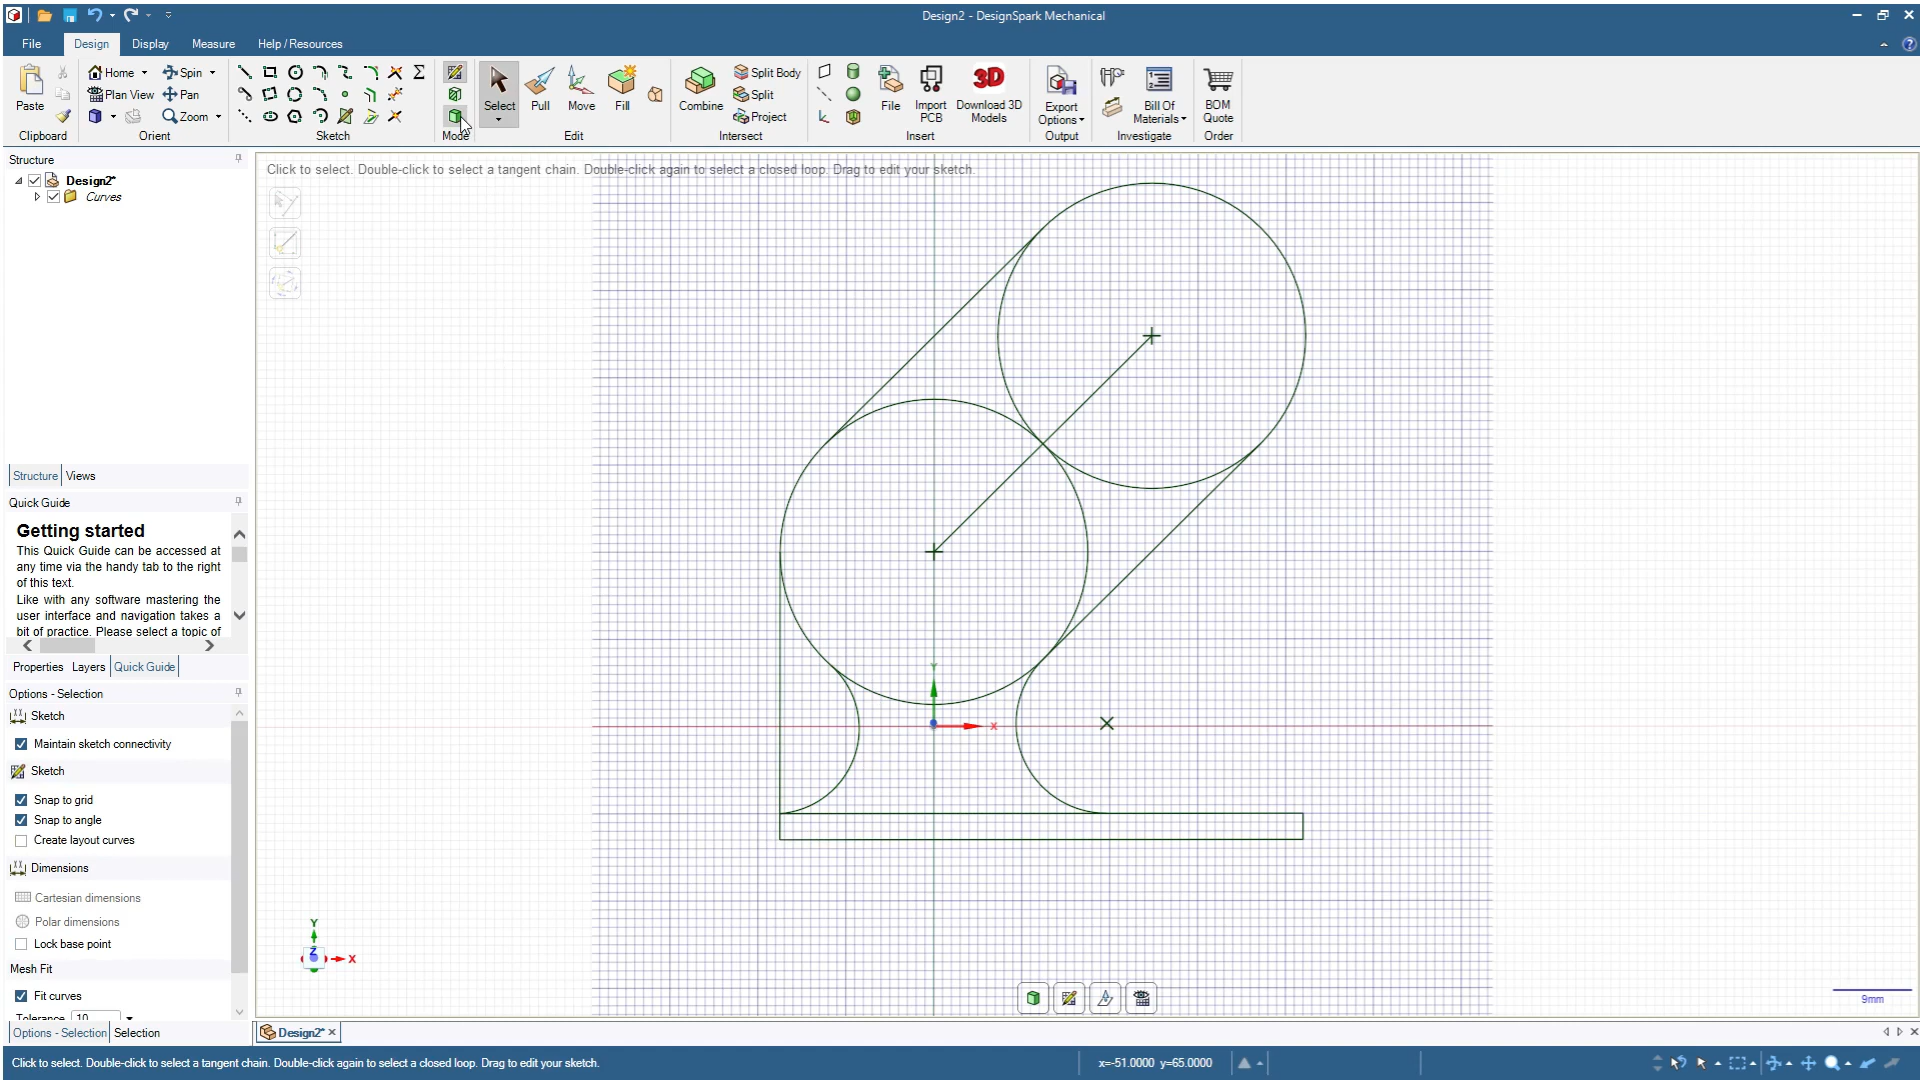 Design2 - DesignSpark Mechanical
File
Design
Display
Measure
Help / Resources
Paste
Home
Spin
Plan View
Pan
Zoom
Select
Pull
Move
Fill
Combine
Split Body
Split
Project
File
Import PCB
Download 3D Models
3D
Export Options
Bill Of Materials
BOM Quote
Clipboard
Orient
Sketch
Mode
Edit
Intersect
Insert
Output
Investigate
Order
Structure
Click to select. Double-click to select a tangent chain. Double-click again to select a closed loop. Drag to edit your sketch.
Design2*
Curves
Structure
Views
Quick Guide
Getting started
This Quick Guide can be accessed at
any time via the handy tab to the right
of this text.
Like with any software mastering the
user interface and navigation takes a
bit of practice. Please select a topic of
Properties
Layers
Quick Guide
Options - Selection
Sketch
Maintain sketch connectivity
Sketch
Snap to grid
Snap to angle
Create layout curves
Dimensions
Cartesian dimensions
Polar dimensions
Lock base point
Mesh Fit
Fit curves
Tolerance 10
Options - Selection
Selection
Y
X
Y
Z
X
9mm
Design2*
Click to select. Double-click to select a tangent chain. Double-click again to select a closed loop. Drag to edit your sketch.
x=-51.0000 y=65.0000